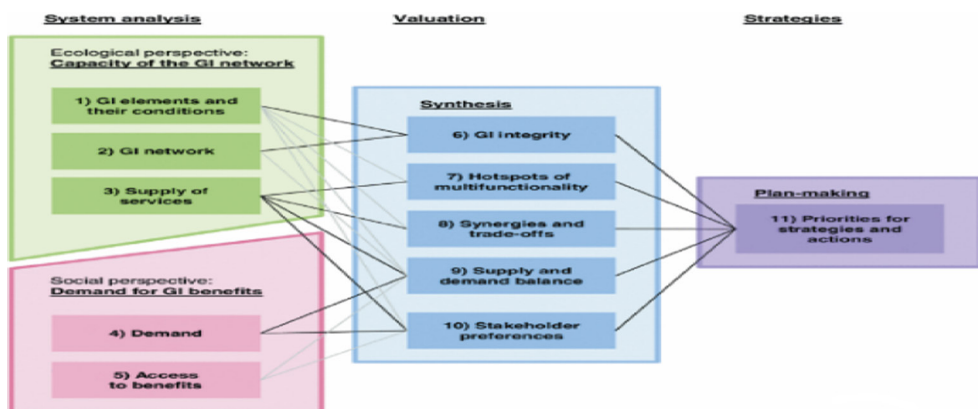 System analysis
Valuation
Strategies
Ecological perspective:
Capacity of the GI network
1) GI elements and
their conditions
2) GI network
3) Supply of
services
Social perspective:
Demand for GI benefits
4) Demand
5) Access
to benefits
Synthesis
6) GI integrity
7) Hotspots of
multifunctionality
8) Synergies and
trade-offs
9) Supply and
demand balance
10) Stakeholder
preferences
Plan-making
11) Priorities for
strategies and
actions